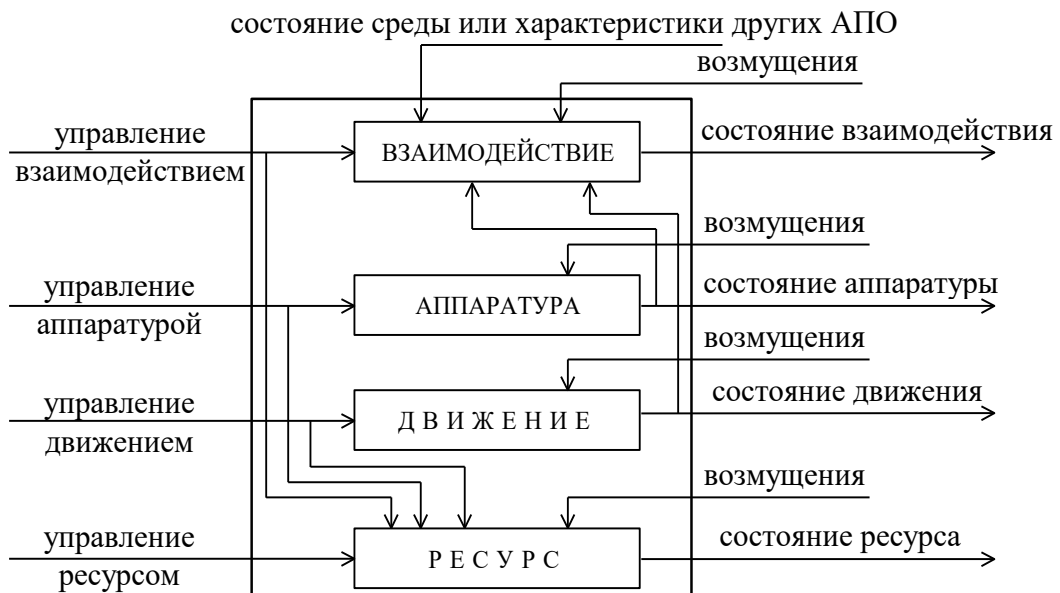 состояние среды или характеристики других АПО
возмущения
управление
взаимодействием
ВЗАИМОДЕЙСТВИЕ
состояние взаимодействия
возмущения
управление
аппаратурой
АППАРАТУРА
состояние аппаратуры
возмущения
управление
движением
Д В И Ж Е Н И Е
состояние движения
возмущения
управление
ресурсом
Р Е С У Р С
состояние ресурса